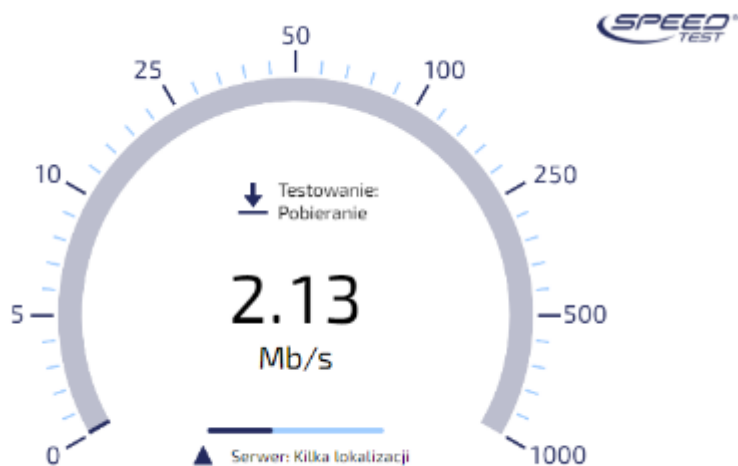 SPEED
TEST
50
25
100
10
250
Testowanie:
Pobieranie
2.13
Mb/s
5
500
0
1000
Serwer: Kilka lokalizacji